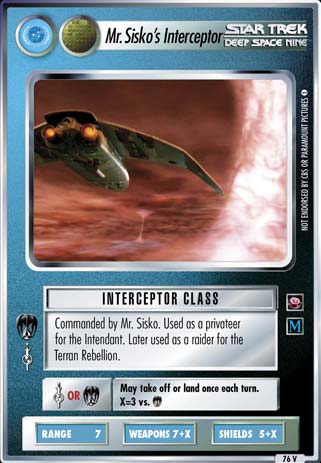 Mr. Sisko's Interceptor
STAR TREK
DEEP SPACE NINE
NOT ENDORSED BY CBS OR PARAMOUNT PICTURES
INTERCEPTOR CLASS
Commanded by Mr. Sisko. Used as a privateer
for the Intendant. Later used as a raider for the
Terran Rebellion.
M
OR
May take off or land once each turn.
X=3 vs.
RANGE 7
WEAPONS 7+X
SHIELDS 5+X
76 V